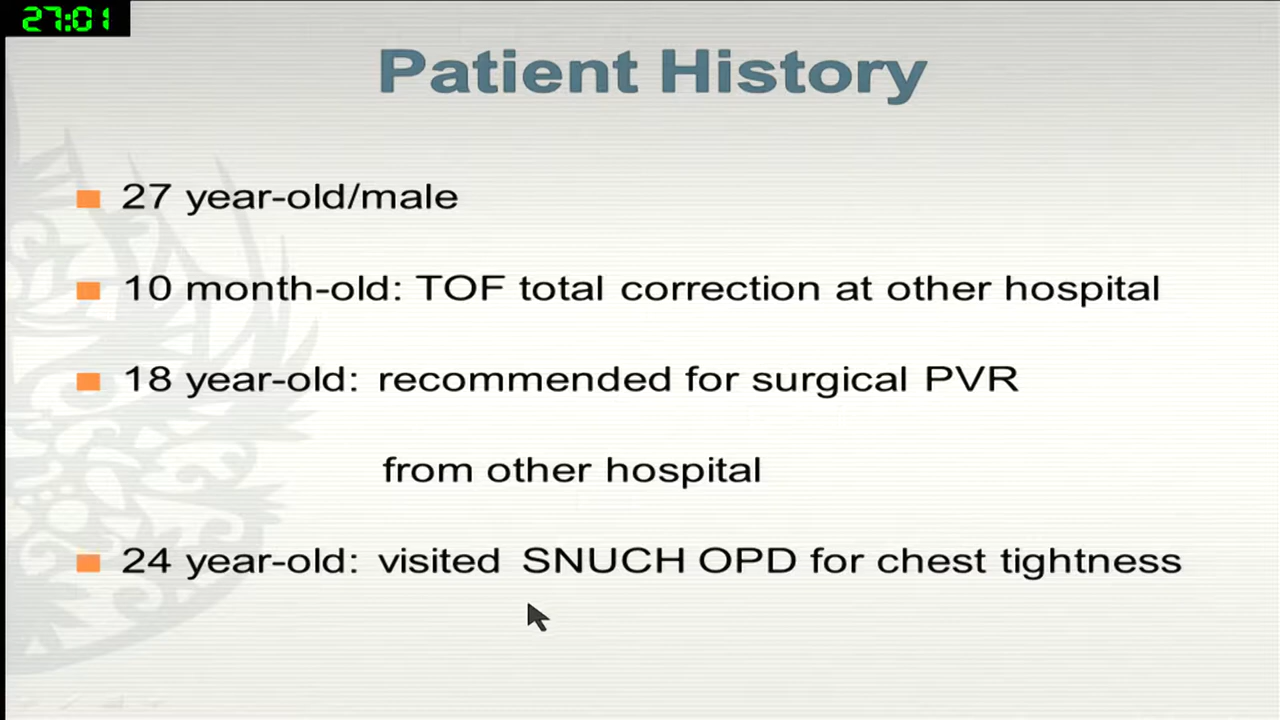 27:01
Patient History
27 year-old/male
10 month-old: TOF total correction at other hospital
18 year-old: recommended for surgical PVR
from other hospital
24 year-old: visited SNUCH OPD for chest tightness